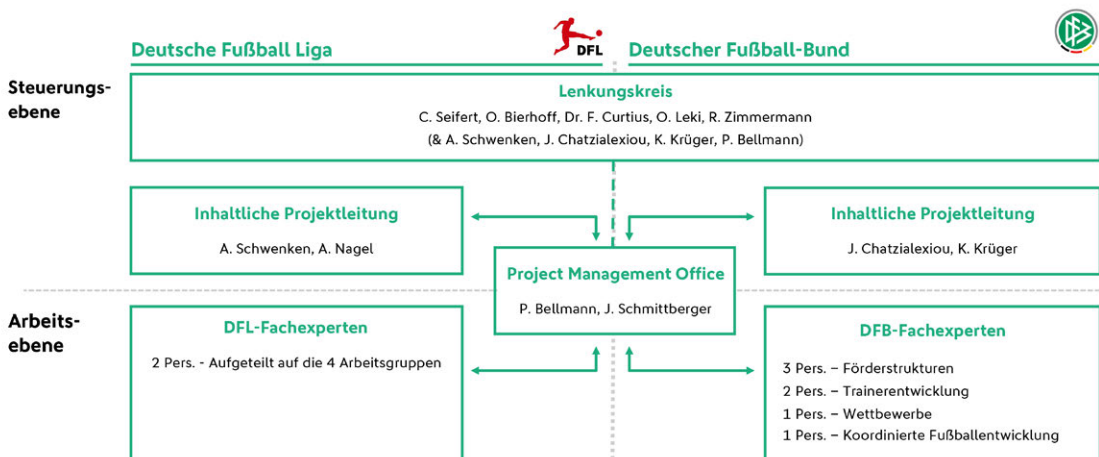 Deutsche Fußball Liga
DFL
Deutscher Fußball-Bund
DFB
Steuerungs-
ebene
Lenkungskreis
C. Seifert, O. Bierhoff, Dr. F. Curtius, O. Leki, R. Zimmermann
(& A. Schwenken, J. Chatzialexiou, K. Krüger, P. Bellmann)
Inhaltliche Projektleitung
A. Schwenken, A. Nagel
Inhaltliche Projektleitung
J. Chatzialexiou, K. Krüger
Project Management Office
P. Bellmann, J. Schmittberger
Arbeits-
ebene
DFL-Fachexperten
2 Pers. - Aufgeteilt auf die 4 Arbeitsgruppen
DFB-Fachexperten
3 Pers. – Förderstrukturen
2 Pers. – Trainerentwicklung
1 Pers. – Wettbewerbe
1 Pers. – Koordinierte Fußballentwicklung